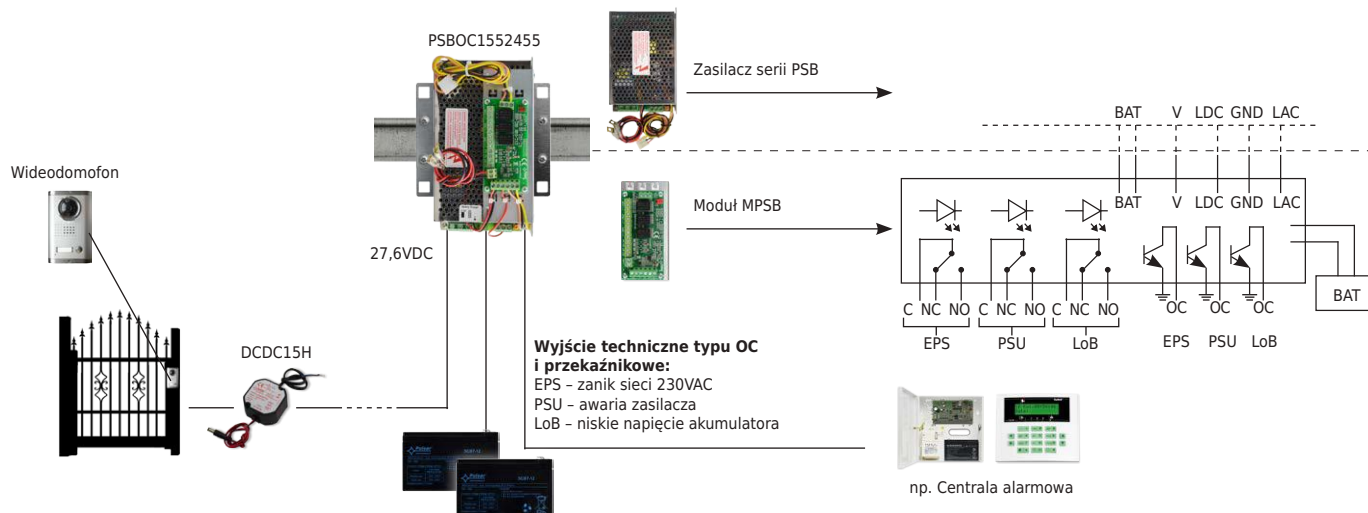 PSBOC1552455
Zasilacz serii PSB
BAT V LDC GND LAC
Wideodomofon
Moduł MPSB
BAT V LDC GND LAC
27,6VDC
BAT
C NC NO C NC NO C NC NO OC OC OC
EPS PSU LoB EPS PSU LoB
DCDC15H
Wyjście techniczne typu OC
i przekaźnikowe:
EPS – zanik sieci 230VAC
PSU – awaria zasilacza
LoB – niskie napięcie akumulatora
Pulsar
Pulsar
np. Centrala alarmowa